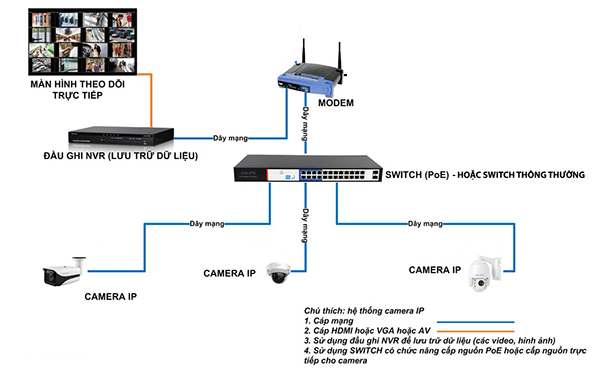 MÀN HÌNH THEO DÕI
TRỰC TIẾP
MODEM
Dây mạng
Dây mạng
ĐẦU GHI NVR (LƯU TRỮ DỮ LIỆU)
SWITCH (PoE) - HOẶC SWITCH THÔNG THƯỜNG
Dây mạng
Dây mạng
Dây mạng
CAMERA IP
CAMERA IP
CAMERA IP
Chú thích: hệ thống camera IP
1. Cáp mạng
2. Cáp HDMI hoặc VGA hoặc AV
3. Sử dụng đầu ghi NVR để lưu trữ dữ liệu (các video, hình ảnh)
4. Sử dụng SWITCH có chức năng cấp nguồn PoE hoặc cấp nguồn trực
tiếp cho camera